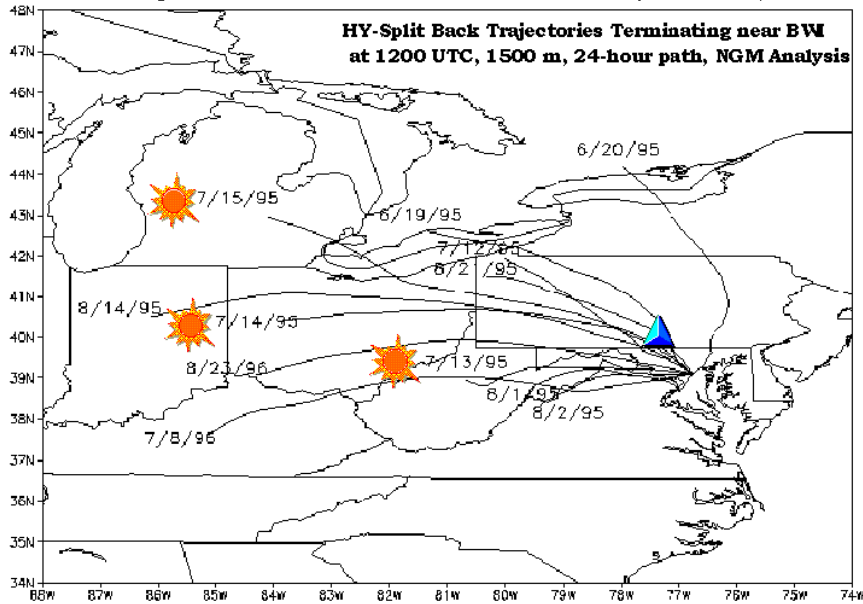 48N
HY-Split Back Trajectories Terminating near BWI
at 1200 UTC, 1500 m, 24-hour path, NGM Analysis
47N
46N
45N
6/20/95
44N
7/15/95
43N
6/19/95
42N
7/12/95
41N
8/14/95
7/14/95
40N
8/23/96
7/13/95
39N
8/2/95
38N
7/8/96
37N
36N
35N
34N
88W 87W 86W 85W 84W 83W 82W 81W 80W 79W 78W 77W 76W 75W 74W